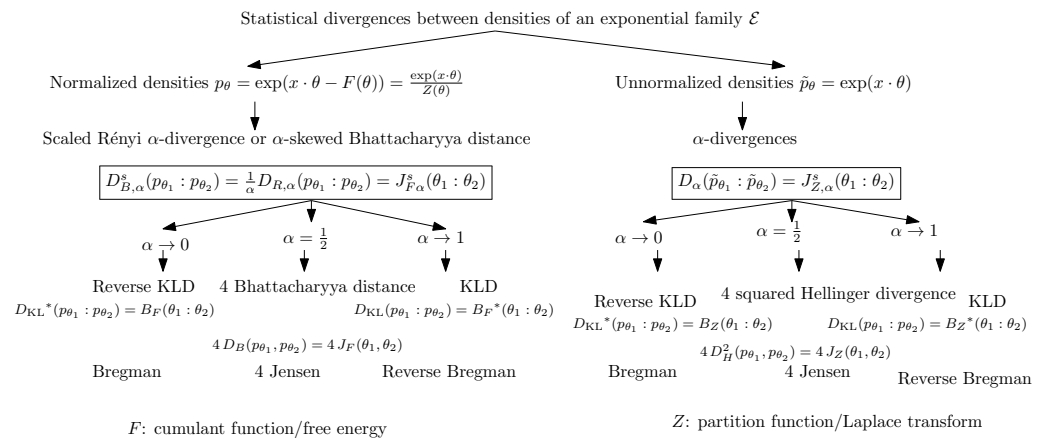 Statistical divergences between densities of an exponential family ℰ
Normalized densities p_θ = exp(x · θ − F(θ)) = exp(x·θ)/Z(θ)
Unnormalized densities p̃_θ = exp(x · θ)
Scaled Rényi α-divergence or α-skewed Bhattacharyya distance
α-divergences
D^s_{B,α}(p_{θ1} : p_{θ2}) = 1/α D_{R,α}(p_{θ1} : p_{θ2}) = J^s_{Fα}(θ1 : θ2)
D_α(p̃_{θ1} : p̃_{θ2}) = J^s_{Z,α}(θ1 : θ2)
α → 0
α = 1/2
α → 1
α → 0
α = 1/2
α → 1
Reverse KLD
4 Bhattacharyya distance
KLD
Reverse KLD
4 squared Hellinger divergence
KLD
D_KL*(p_{θ1} : p_{θ2}) = B_F(θ1 : θ2)
D_KL(p_{θ1} : p_{θ2}) = B_F*(θ1 : θ2)
D_KL*(p_{θ1} : p_{θ2}) = B_Z(θ1 : θ2)
D_KL(p_{θ1} : p_{θ2}) = B_Z*(θ1 : θ2)
4 D_B(p_{θ1}, p_{θ2}) = 4 J_F(θ1, θ2)
4 D²_H(p_{θ1}, p_{θ2}) = 4 J_Z(θ1, θ2)
Bregman
4 Jensen
Reverse Bregman
Bregman
4 Jensen
Reverse Bregman
F: cumulant function/free energy
Z: partition function/Laplace transform